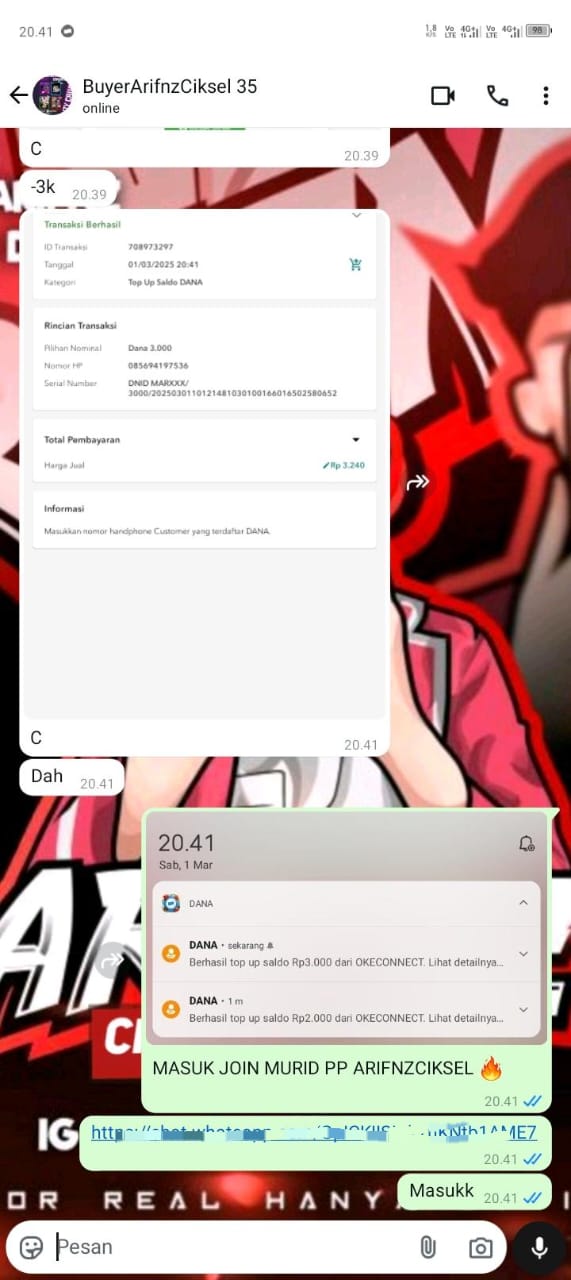 20.41
1,8 K/s Vo LTE 4G+ Vo LTE 4G+ 98
BuyerArifnzCiksel 35
online
C
20.39
-3k 20.39
Transaksi Berhasil
ID Transaksi 708973297
Tanggal 01/03/2025 20:41
Kategori Top Up Saldo DANA
Rincian Transaksi
Pilihan Nominal Dana 3.000
Nomor HP 085694197536
Serial Number DNID MARXXX/
3000/20250301101214810301001660165025806​52
Total Pembayaran
Harga Jual Rp 3.240
Informasi
Masukkan nomor handphone Customer yang terdaftar DANA.
C
20.41
Dah 20.41
20.41
Sab, 1 Mar
DANA
DANA • sekarang
Berhasil top up saldo Rp3.000 dari OKECONNECT. Lihat detailnya...
DANA • 1 m
Berhasil top up saldo Rp2.000 dari OKECONNECT. Lihat detailnya...
MASUK JOIN MURID PP ARIFNZCIKSEL 🔥
20.41
20.41
Masukk 20.41
IG
OR REAL HANY
Pesan